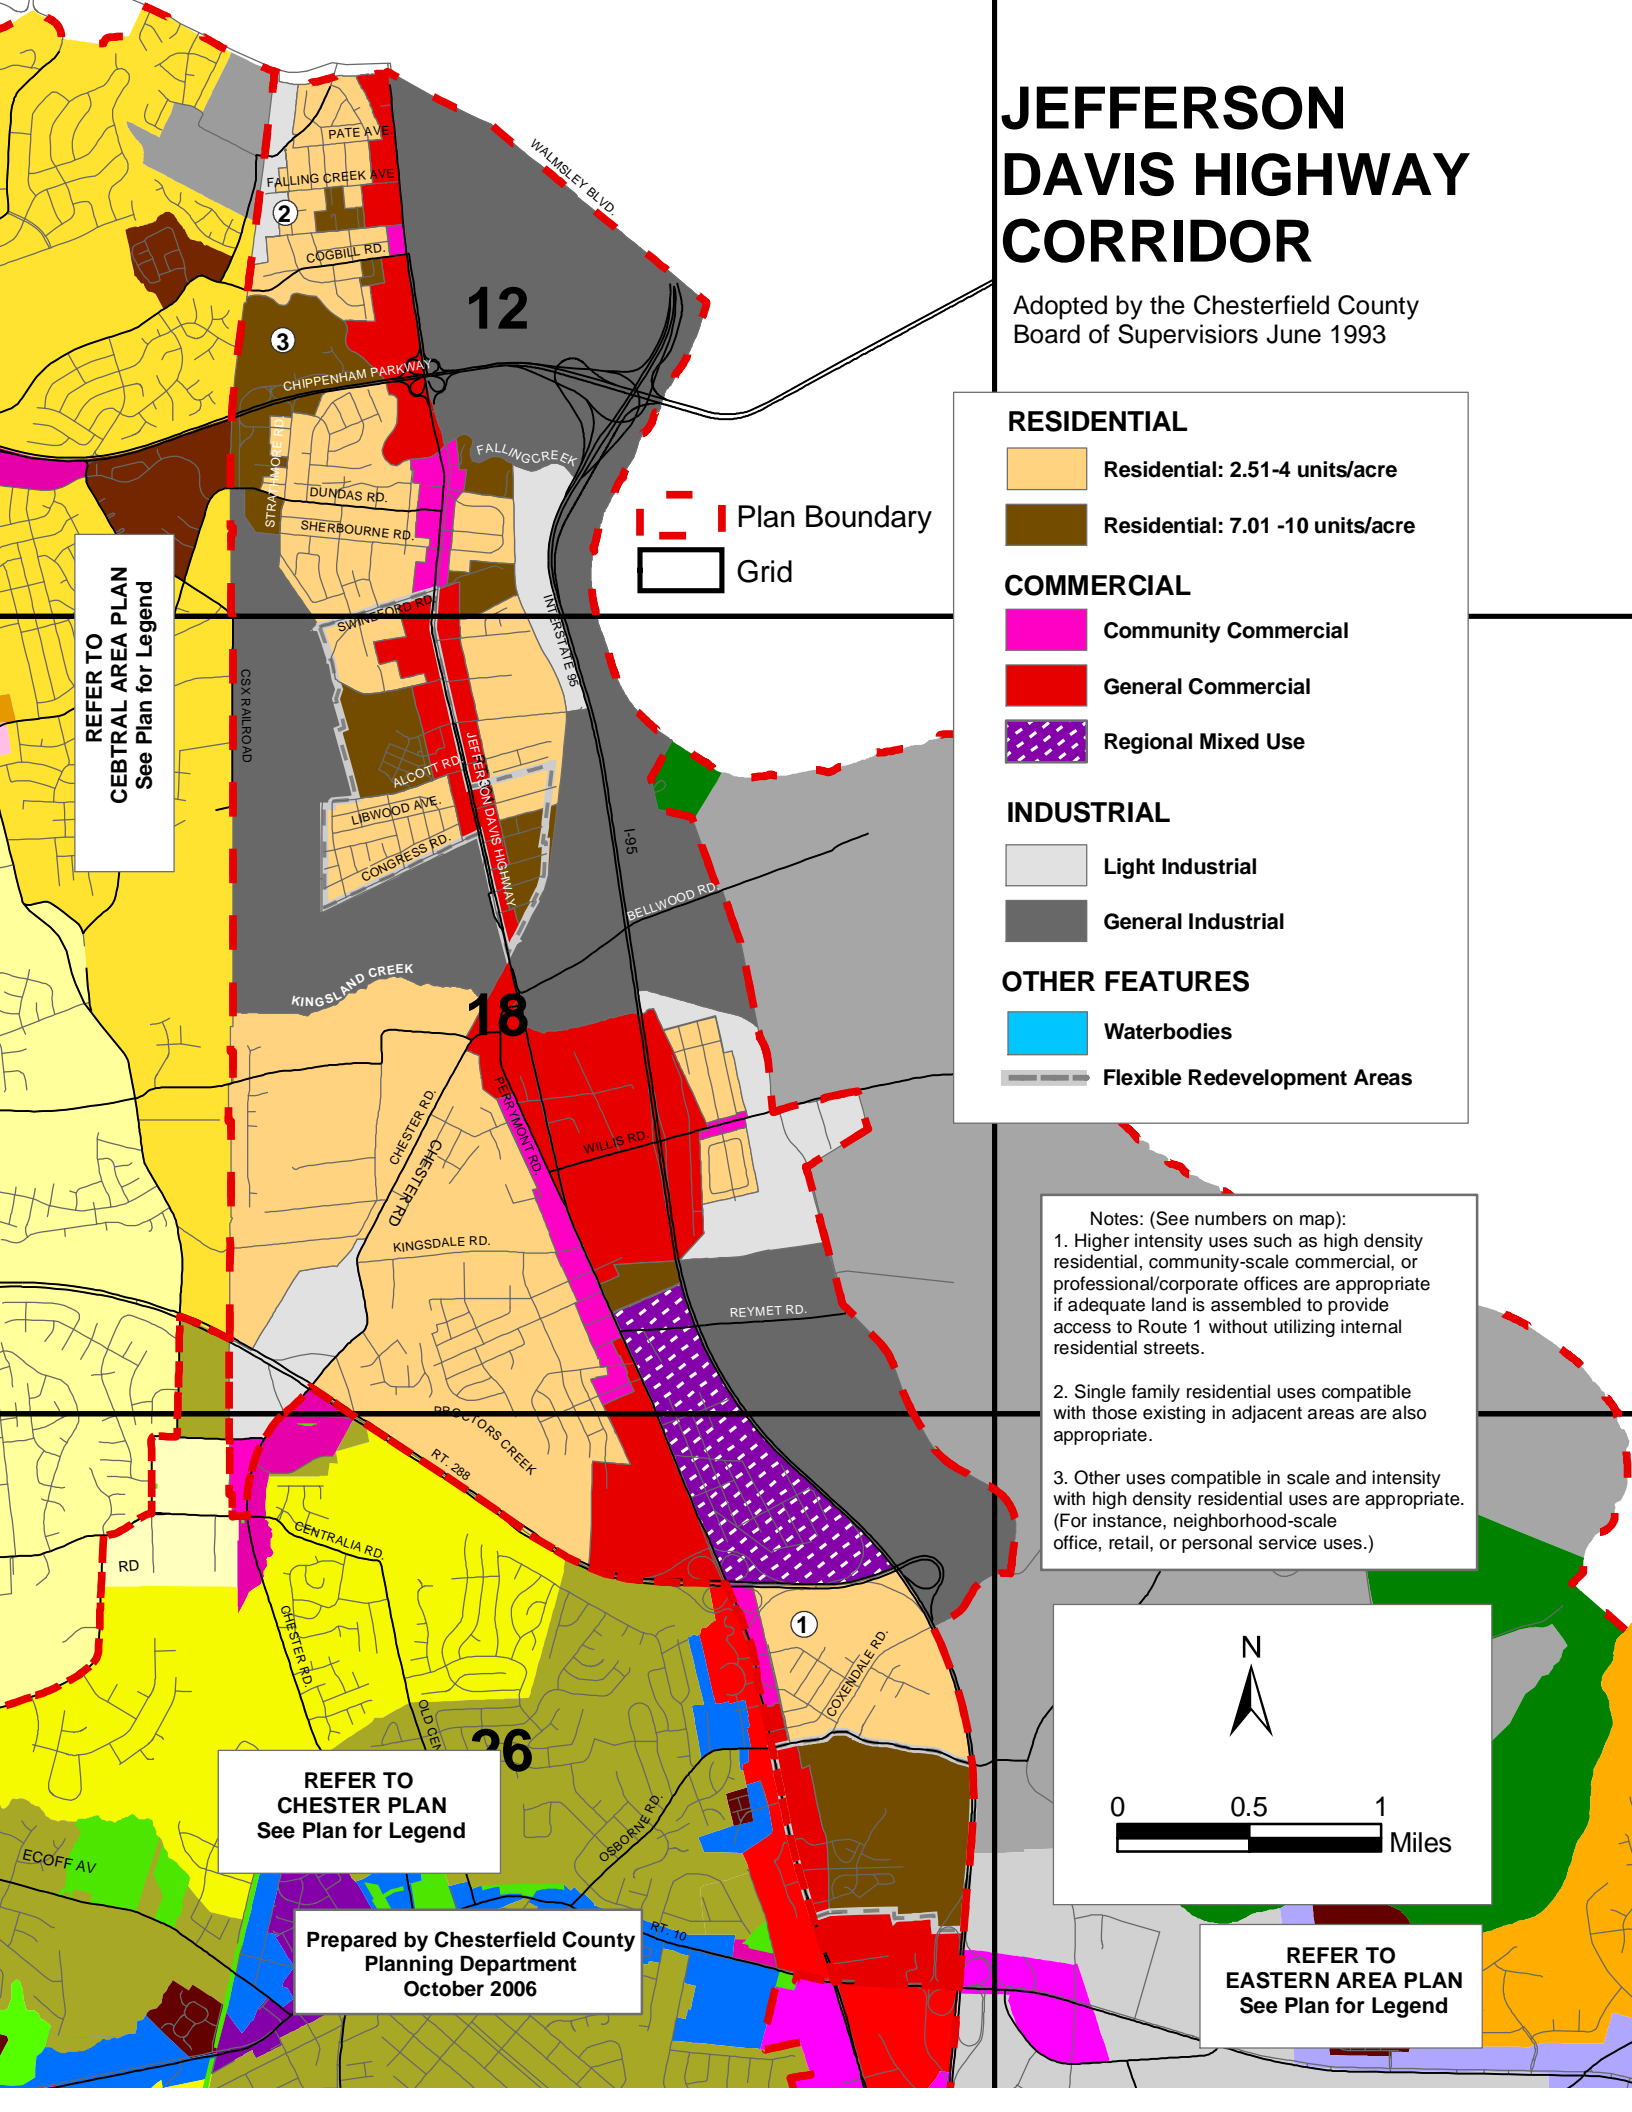 JEFFERSON
DAVIS HIGHWAY
CORRIDOR
Adopted by the Chesterfield County
Board of Supervisiors June 1993
WALMSLEY BLVD.
PATE AVE.
FALLING CREEK AVE
2
COGBILL RD.
12
3
CHIPPENHAM PARKWAY
STRATHMORE RD.
FALLINGCREEK
DUNDAS RD.
SHERBOURNE RD.
Plan Boundary
Grid
RESIDENTIAL
Residential: 2.51-4 units/acre
Residential: 7.01 -10 units/acre
COMMERCIAL
Community Commercial
General Commercial
Regional Mixed Use
INDUSTRIAL
Light Industrial
General Industrial
OTHER FEATURES
Waterbodies
Flexible Redevelopment Areas
REFER TO
CEBTRAL AREA PLAN
See Plan for Legend
SWINEFORD RD.
INTERSTATE 95
CSX RAILROAD
JEFFERSON DAVIS HIGHWAY
ALCOTT RD.
LIBWOOD AVE.
CONGRESS RD.
I-95
BELLWOOD RD.
KINGSLAND CREEK
18
PERRYMONT RD.
CHESTER RD.
CHESTER RD
WILLIS RD.
KINGSDALE RD.
REYMET RD.
PROCTORS CREEK
RT. 288
CENTRALIA RD.
RD
CHESTER RD.
OLD CEN
1
COXENDALE RD.
26
OSBORNE RD.
ECOFF AV
RT. 10
Notes: (See numbers on map):
1. Higher intensity uses such as high density
residential, community-scale commercial, or
professional/corporate offices are appropriate
if adequate land is assembled to provide
access to Route 1 without utilizing internal
residential streets.
2. Single family residential uses compatible
with those existing in adjacent areas are also
appropriate.
3. Other uses compatible in scale and intensity
with high density residential uses are appropriate.
(For instance, neighborhood-scale
office, retail, or personal service uses.)
N
0 0.5 1
Miles
REFER TO
CHESTER PLAN
See Plan for Legend
Prepared by Chesterfield County
Planning Department
October 2006
REFER TO
EASTERN AREA PLAN
See Plan for Legend